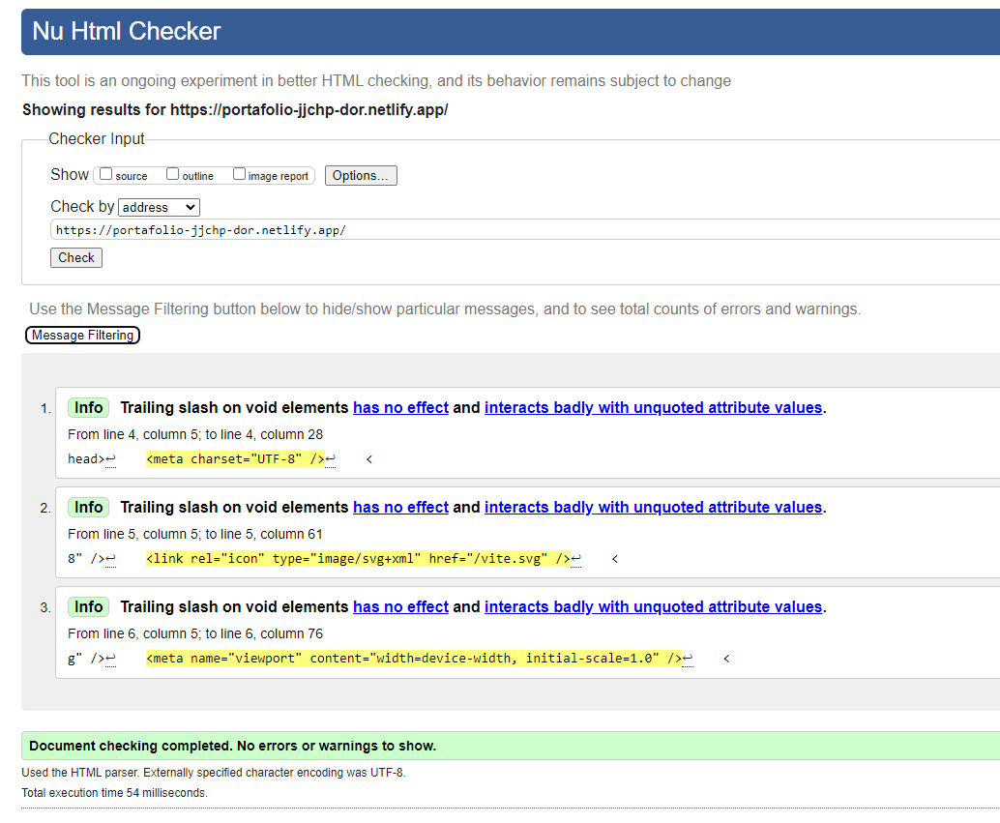 Nu Html Checker
This tool is an ongoing experiment in better HTML checking, and its behavior remains subject to change
Showing results for https://portafolio-jjchp-dor.netlify.app/
Checker Input
Show source outline image report Options...
Check by address
https://portafolio-jjchp-dor.netlify.app/
Check
Use the Message Filtering button below to hide/show particular messages, and to see total counts of errors and warnings.
Message Filtering
1. Info Trailing slash on void elements has no effect and interacts badly with unquoted attribute values.
From line 4, column 5; to line 4, column 28
head>↩ <meta charset="UTF-8" />↩ <
2. Info Trailing slash on void elements has no effect and interacts badly with unquoted attribute values.
From line 5, column 5; to line 5, column 61
8" />↩ <link rel="icon" type="image/svg+xml" href="/vite.svg" />↩ <
3. Info Trailing slash on void elements has no effect and interacts badly with unquoted attribute values.
From line 6, column 5; to line 6, column 76
g" />↩ <meta name="viewport" content="width=device-width, initial-scale=1.0" />↩ <
Document checking completed. No errors or warnings to show.
Used the HTML parser. Externally specified character encoding was UTF-8.
Total execution time 54 milliseconds.